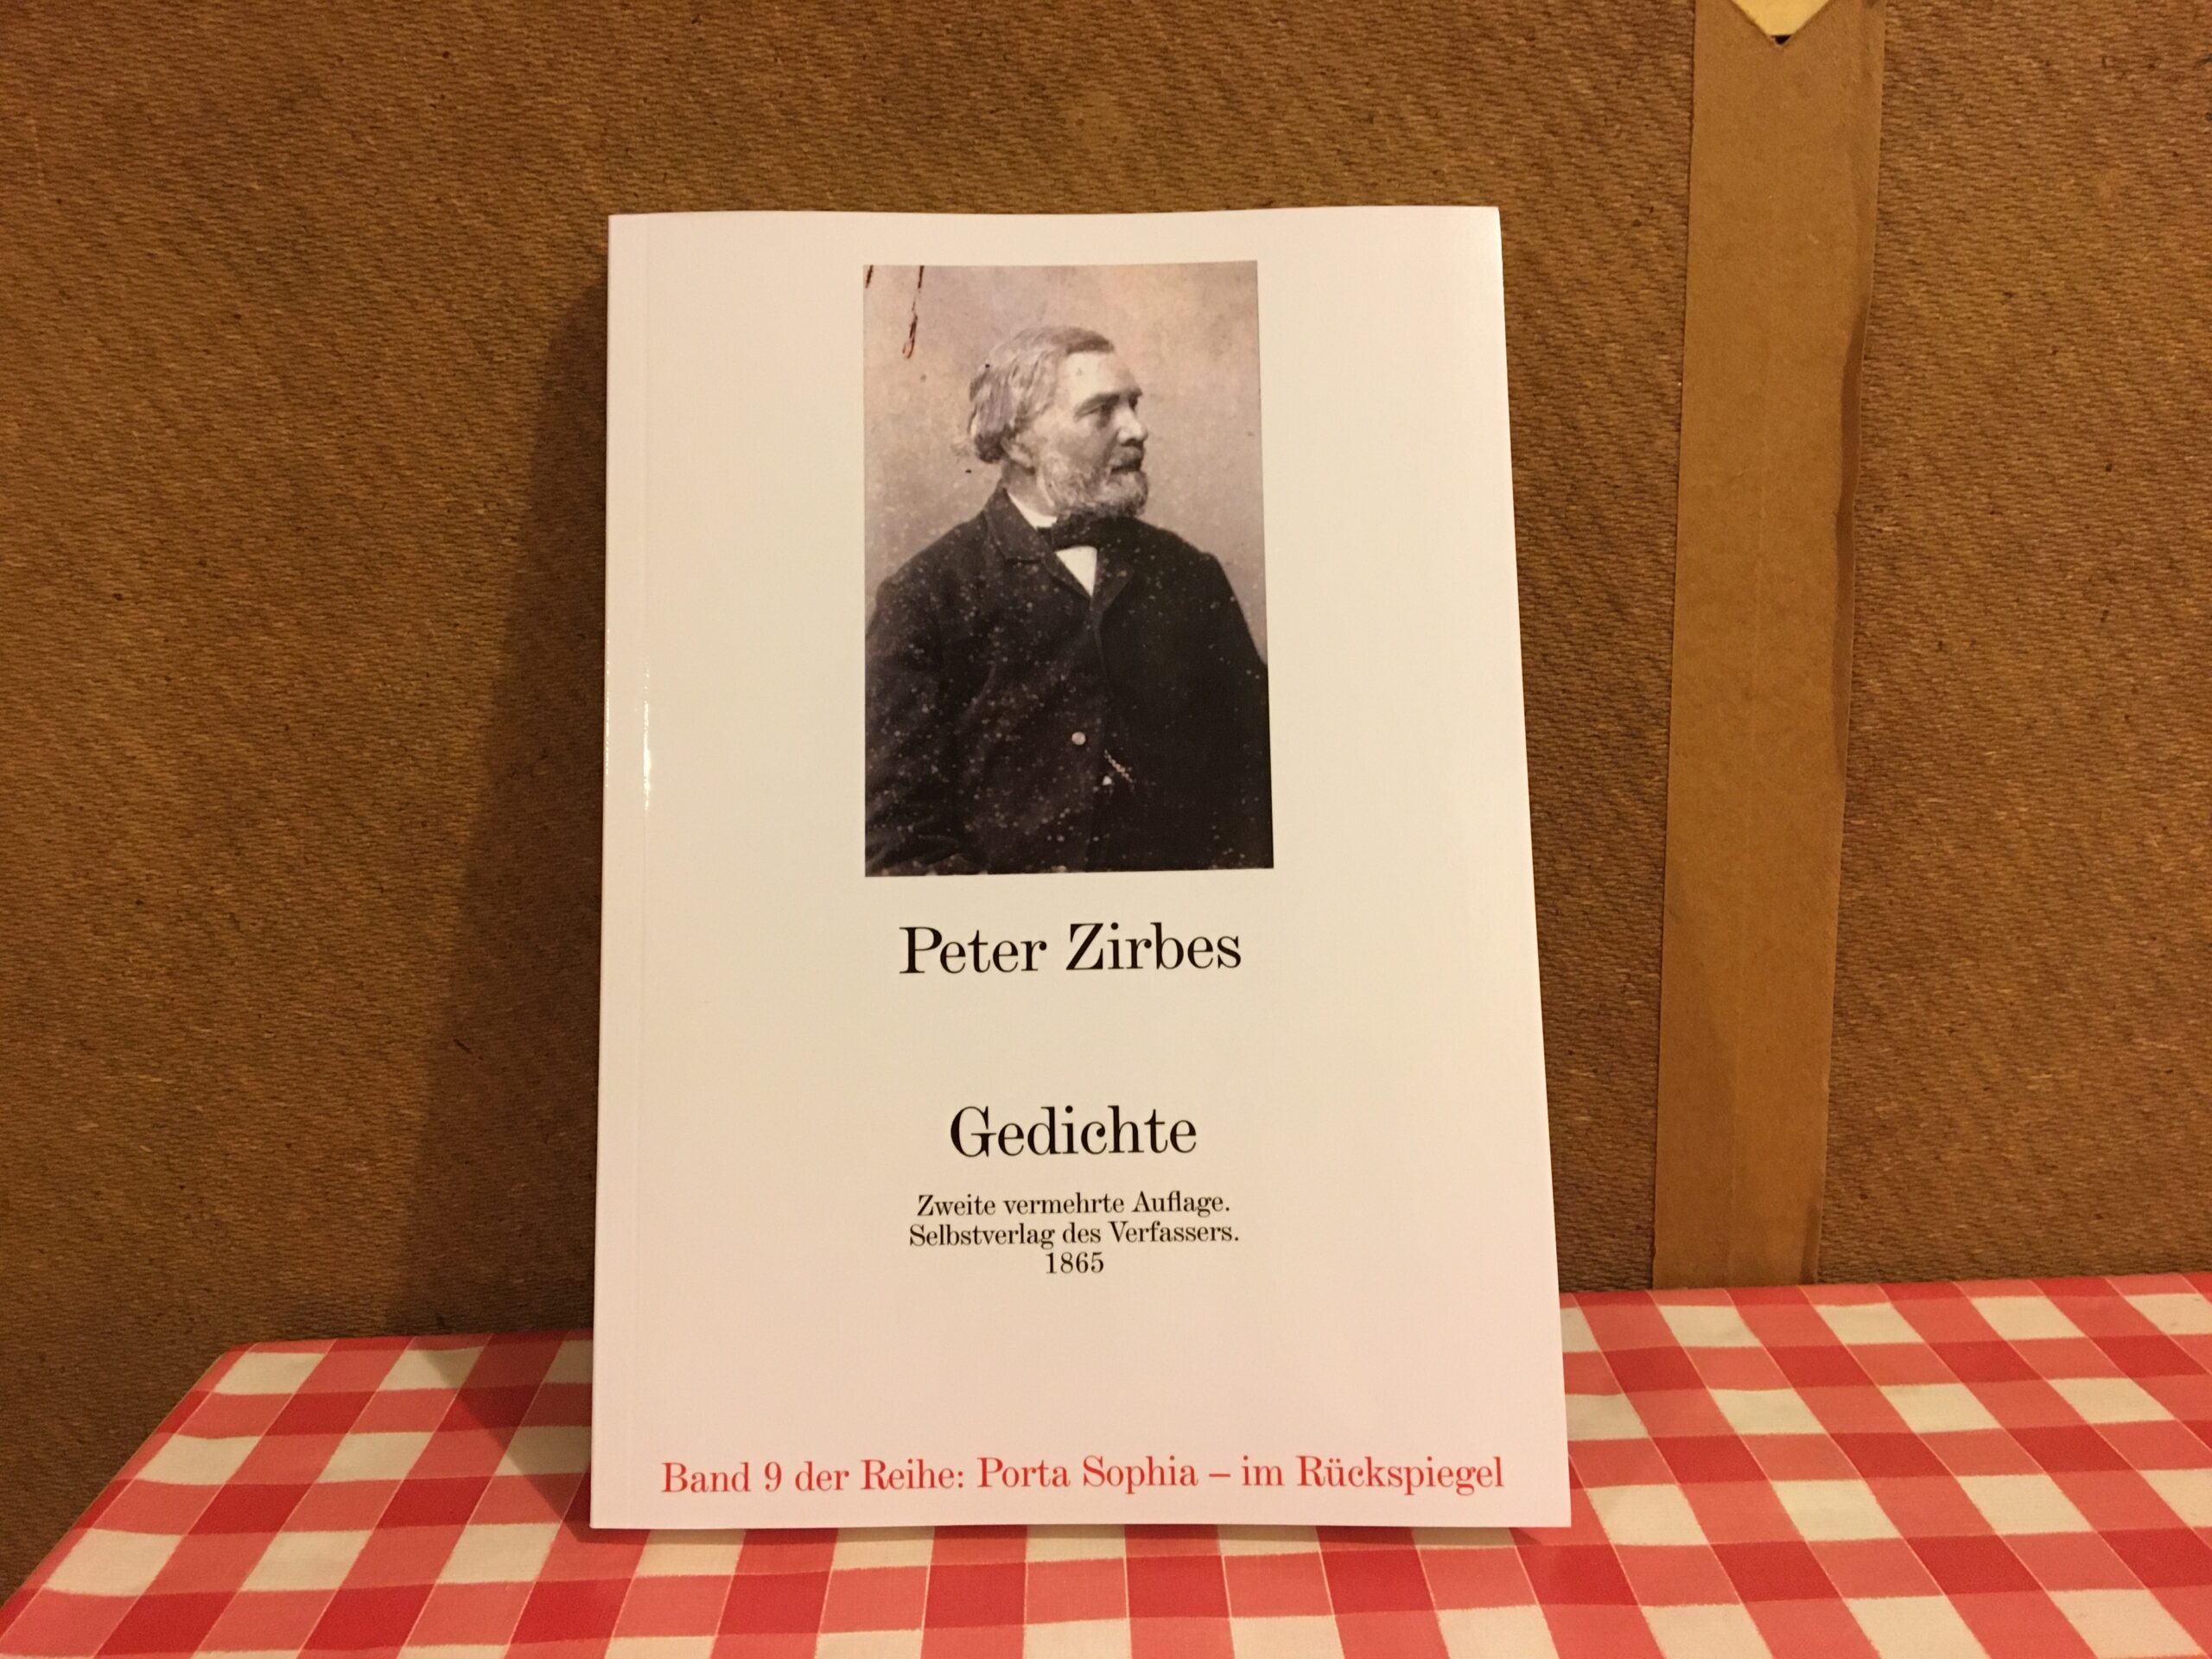 Peter Zirbes
Gedichte
Zweite vermehrte Auflage.
Selbstverlag des Verfassers.
1865
Band 9 der Reihe: Porta Sophia – im Rückspiegel